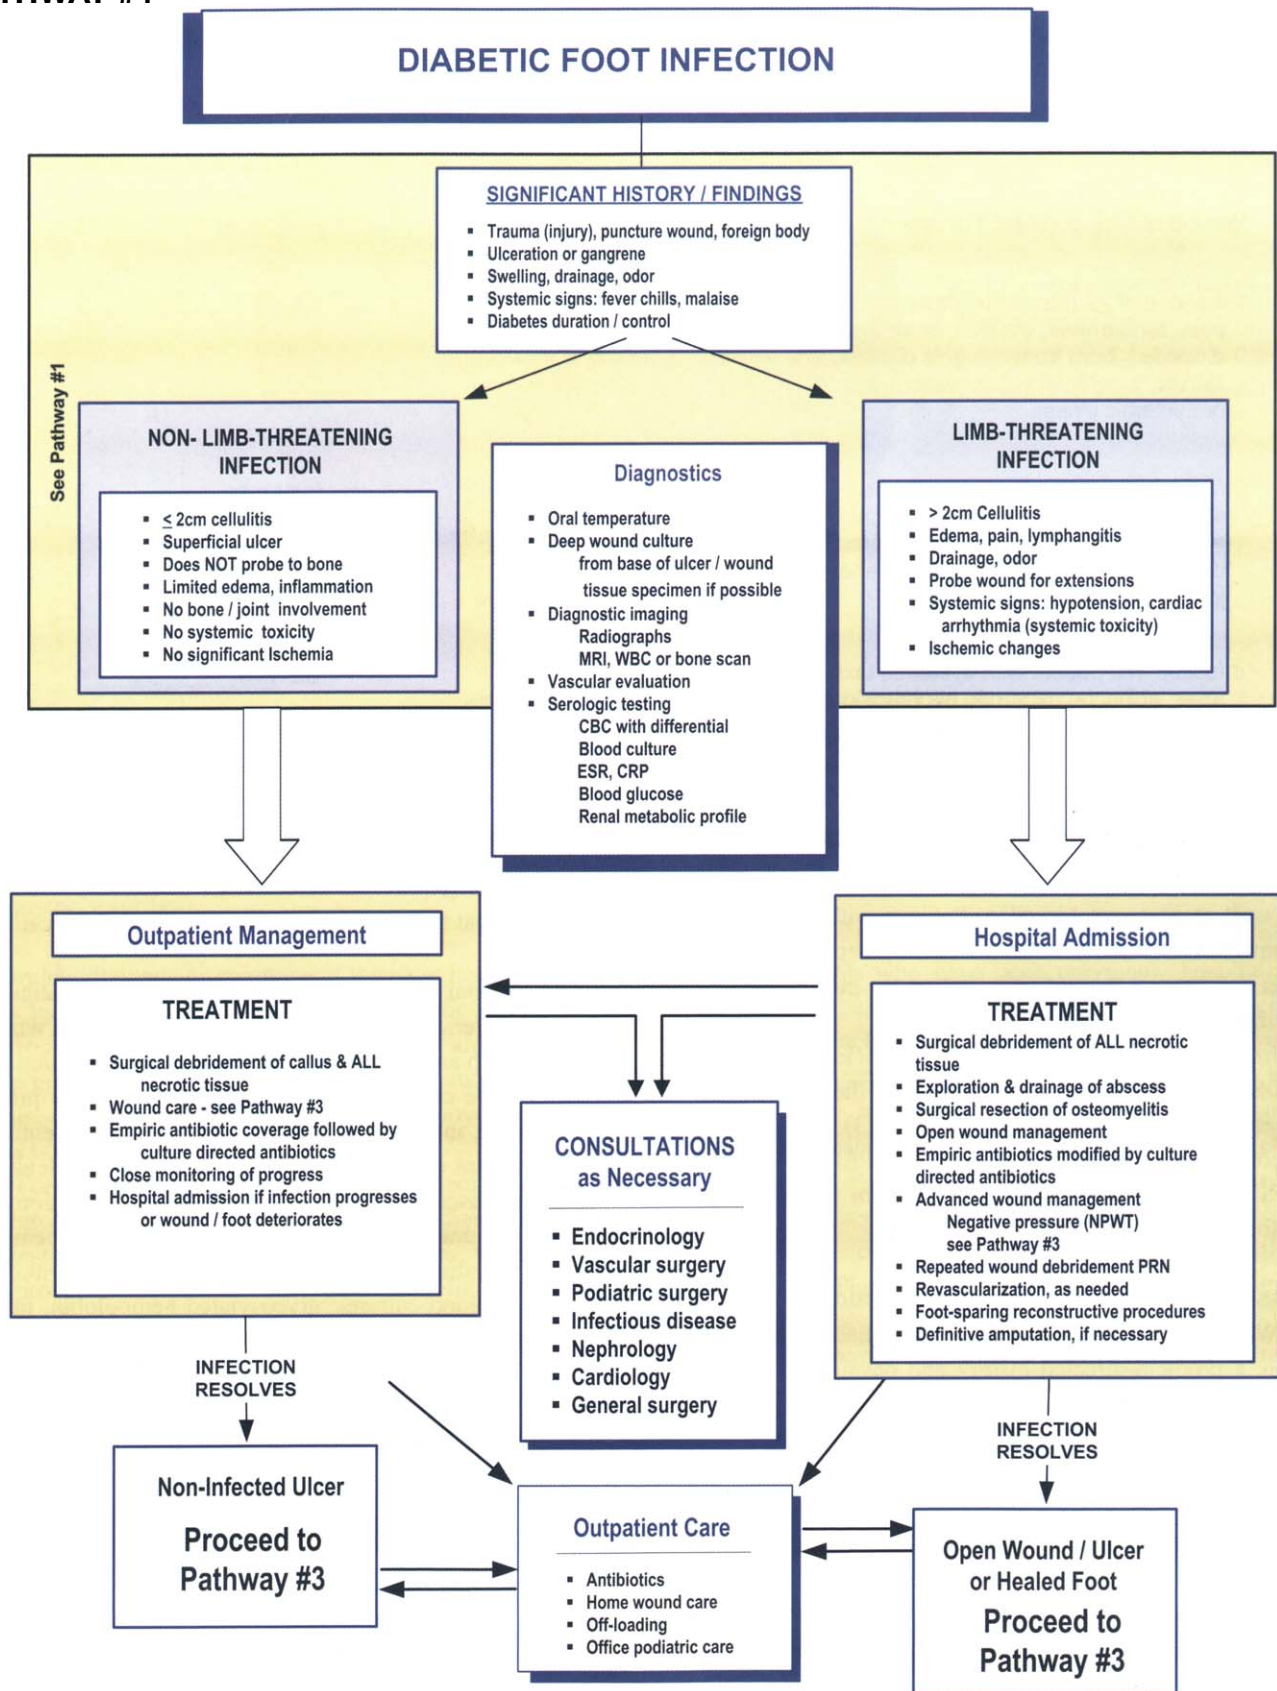 DIABETIC FOOT INFECTION
SIGNIFICANT HISTORY / FINDINGS
▪ Trauma (injury), puncture wound, foreign body
▪ Ulceration or gangrene
▪ Swelling, drainage, odor
▪ Systemic signs: fever chills, malaise
▪ Diabetes duration / control
See Pathway #1
NON- LIMB-THREATENING
INFECTION
▪ ≤ 2cm cellulitis
▪ Superficial ulcer
▪ Does NOT probe to bone
▪ Limited edema, inflammation
▪ No bone / joint involvement
▪ No systemic toxicity
▪ No significant Ischemia
Diagnostics
▪ Oral temperature
▪ Deep wound culture
from base of ulcer / wound
tissue specimen if possible
▪ Diagnostic imaging
Radiographs
MRI, WBC or bone scan
▪ Vascular evaluation
▪ Serologic testing
CBC with differential
Blood culture
ESR, CRP
Blood glucose
Renal metabolic profile
LIMB-THREATENING
INFECTION
▪ > 2cm Cellulitis
▪ Edema, pain, lymphangitis
▪ Drainage, odor
▪ Probe wound for extensions
▪ Systemic signs: hypotension, cardiac
arrhythmia (systemic toxicity)
▪ Ischemic changes
Outpatient Management
TREATMENT
▪ Surgical debridement of callus & ALL
necrotic tissue
▪ Wound care - see Pathway #3
▪ Empiric antibiotic coverage followed by
culture directed antibiotics
▪ Close monitoring of progress
▪ Hospital admission if infection progresses
or wound / foot deteriorates
Hospital Admission
TREATMENT
▪ Surgical debridement of ALL necrotic
tissue
▪ Exploration & drainage of abscess
▪ Surgical resection of osteomyelitis
▪ Open wound management
▪ Empiric antibiotics modified by culture
directed antibiotics
▪ Advanced wound management
Negative pressure (NPWT)
see Pathway #3
▪ Repeated wound debridement PRN
▪ Revascularization, as needed
▪ Foot-sparing reconstructive procedures
▪ Definitive amputation, if necessary
CONSULTATIONS
as Necessary
▪ Endocrinology
▪ Vascular surgery
▪ Podiatric surgery
▪ Infectious disease
▪ Nephrology
▪ Cardiology
▪ General surgery
INFECTION
RESOLVES
Non-Infected Ulcer
Proceed to
Pathway #3
Outpatient Care
▪ Antibiotics
▪ Home wound care
▪ Off-loading
▪ Office podiatric care
INFECTION
RESOLVES
Open Wound / Ulcer
or Healed Foot
Proceed to
Pathway #3